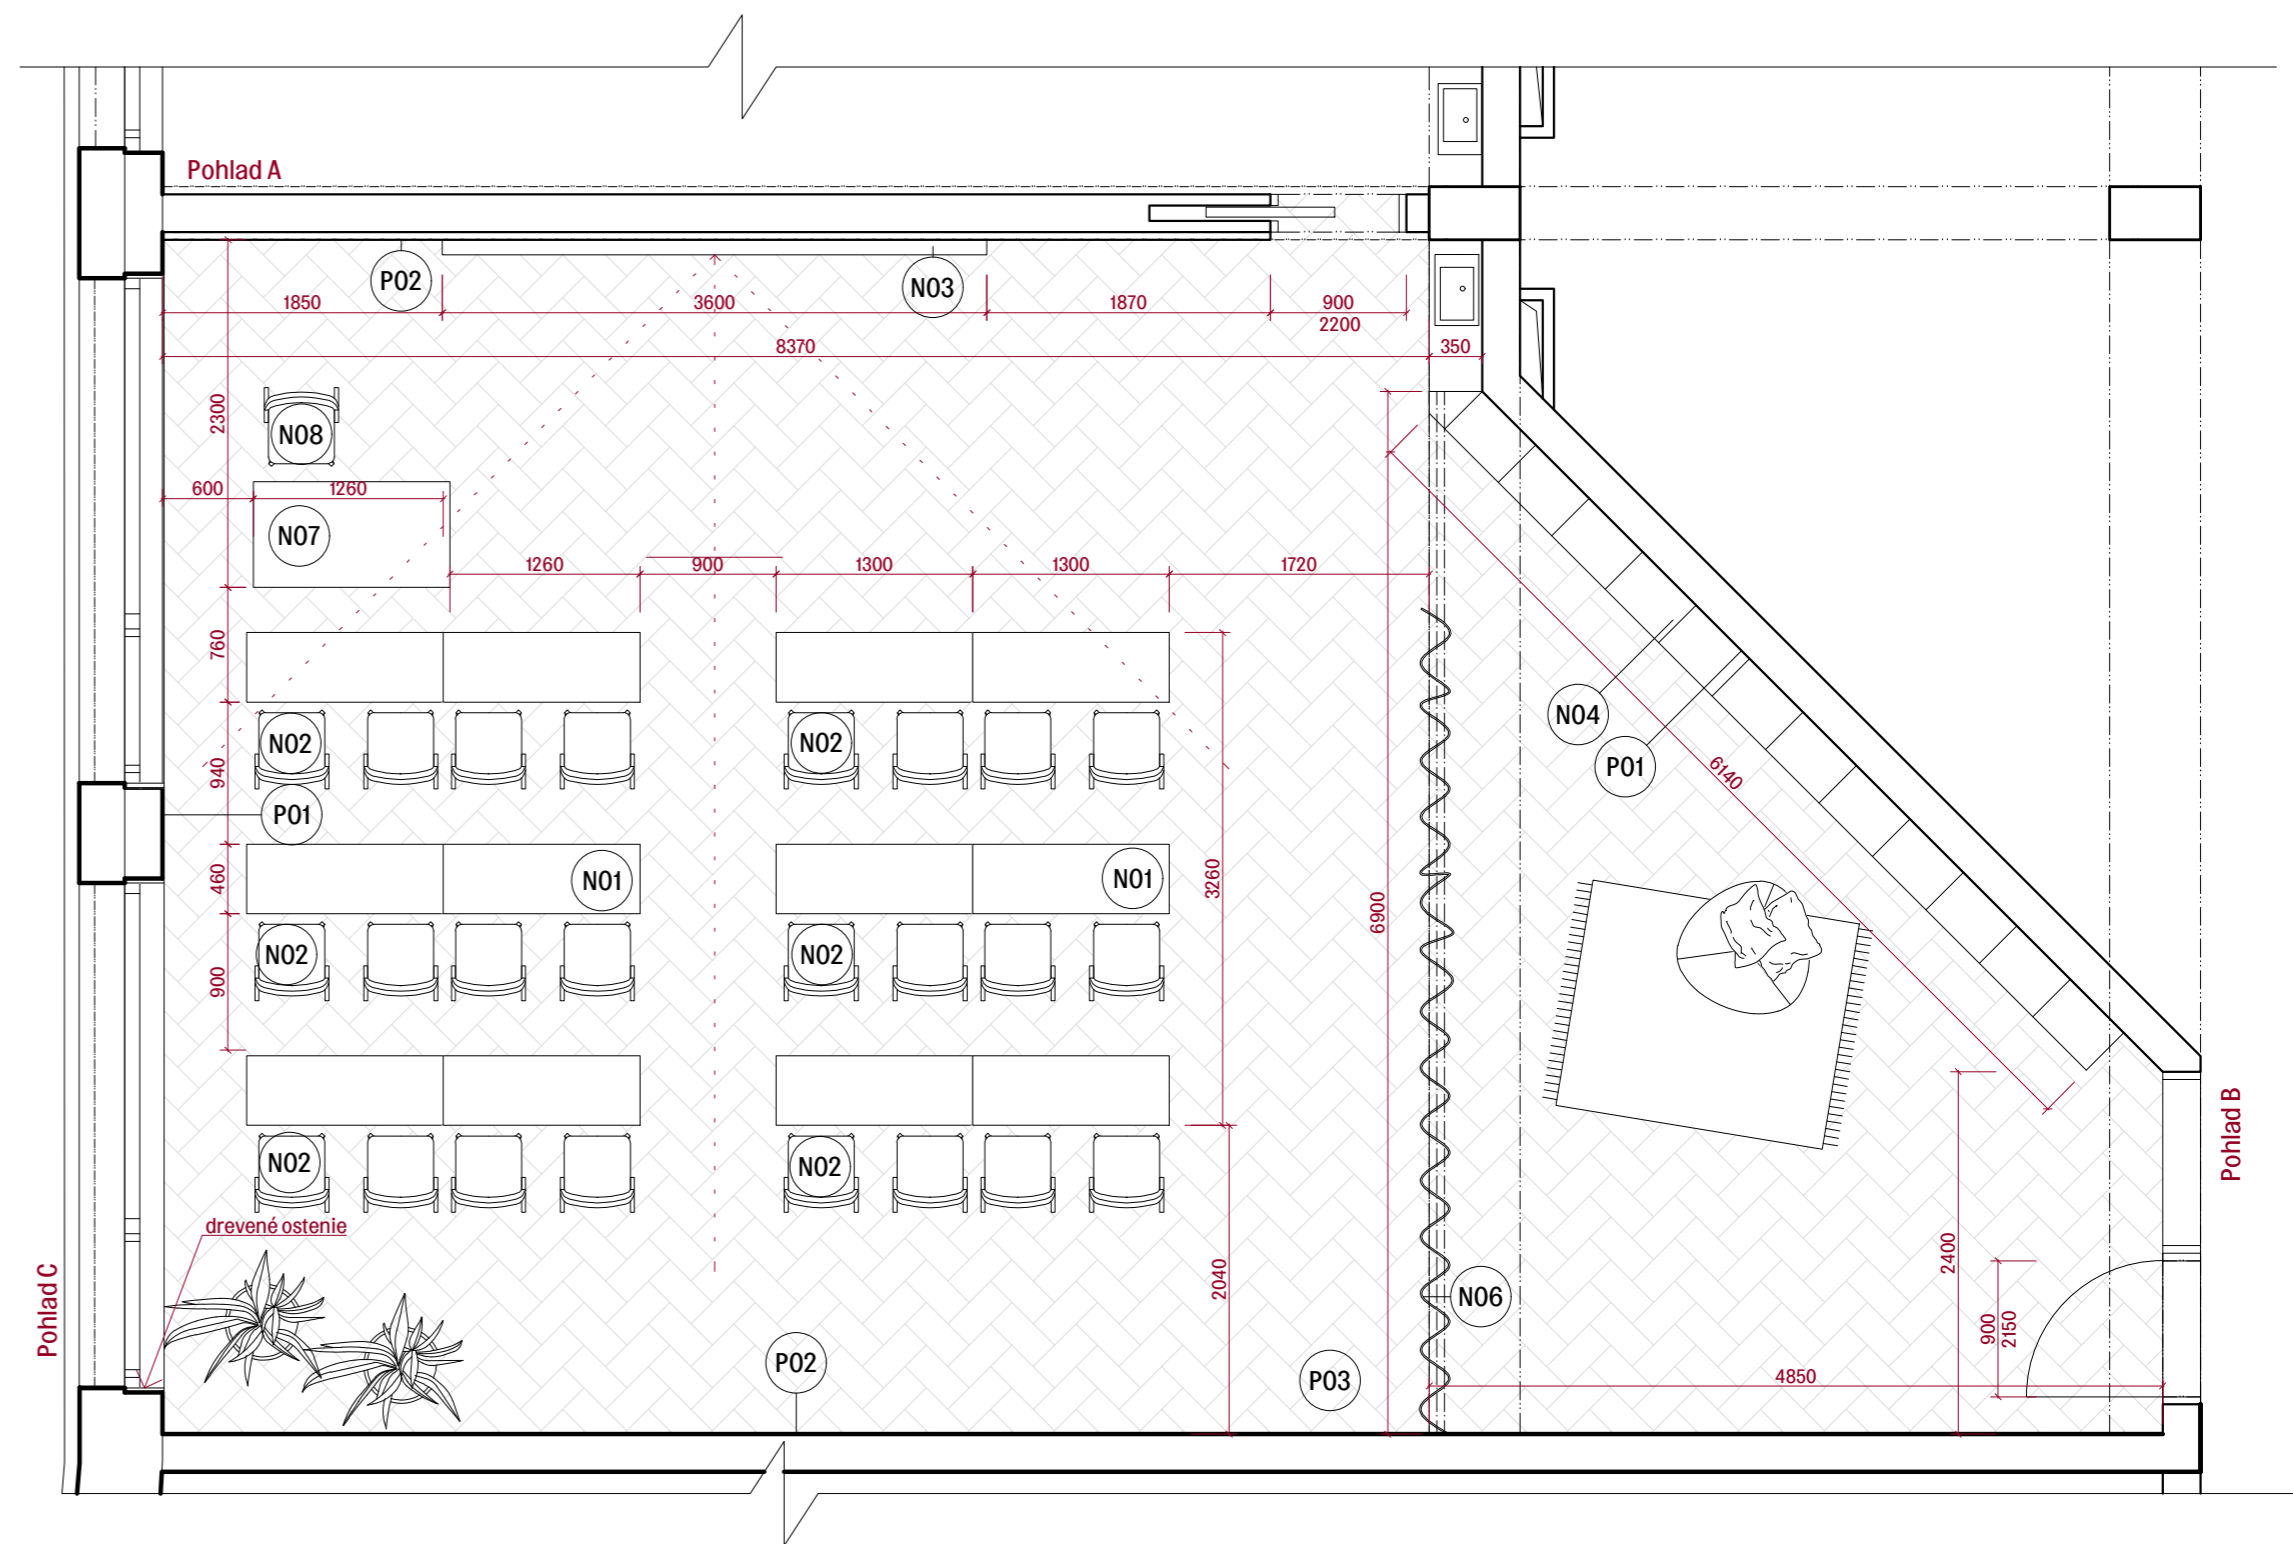 Pohlad A
P02
N03
1850
3600
1870
900
2200
8370
350
2300
N08
600
1260
N07
1260
900
1300
1300
1720
760
940
N02
N02
N04
P01
6140
P01
460
N01
N01
3260
6900
N02
N02
900
N02
N02
drevené ostenie
Pohlad C
Pohlad B
2040
2400
N06
900
2150
P02
P03
4850